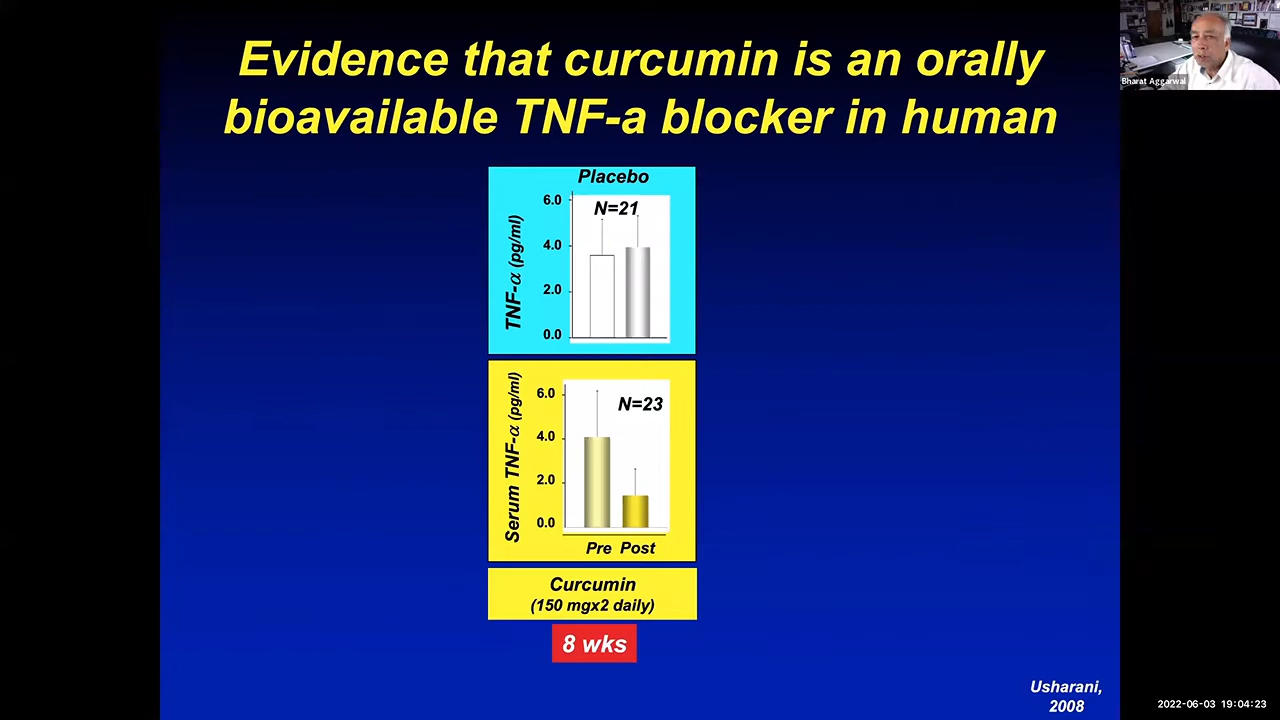 Evidence that curcumin is an orally
bioavailable TNF-a blocker in human
Bharat Aggarwal
Placebo
N=21
TNF-α (pg/ml)
6.0
4.0
2.0
0.0
N=23
Serum TNF-α (pg/ml)
6.0
4.0
2.0
0.0
Pre Post
Curcumin
(150 mgx2 daily)
8 wks
Usharani,
2008
2022-06-03 19:04:23